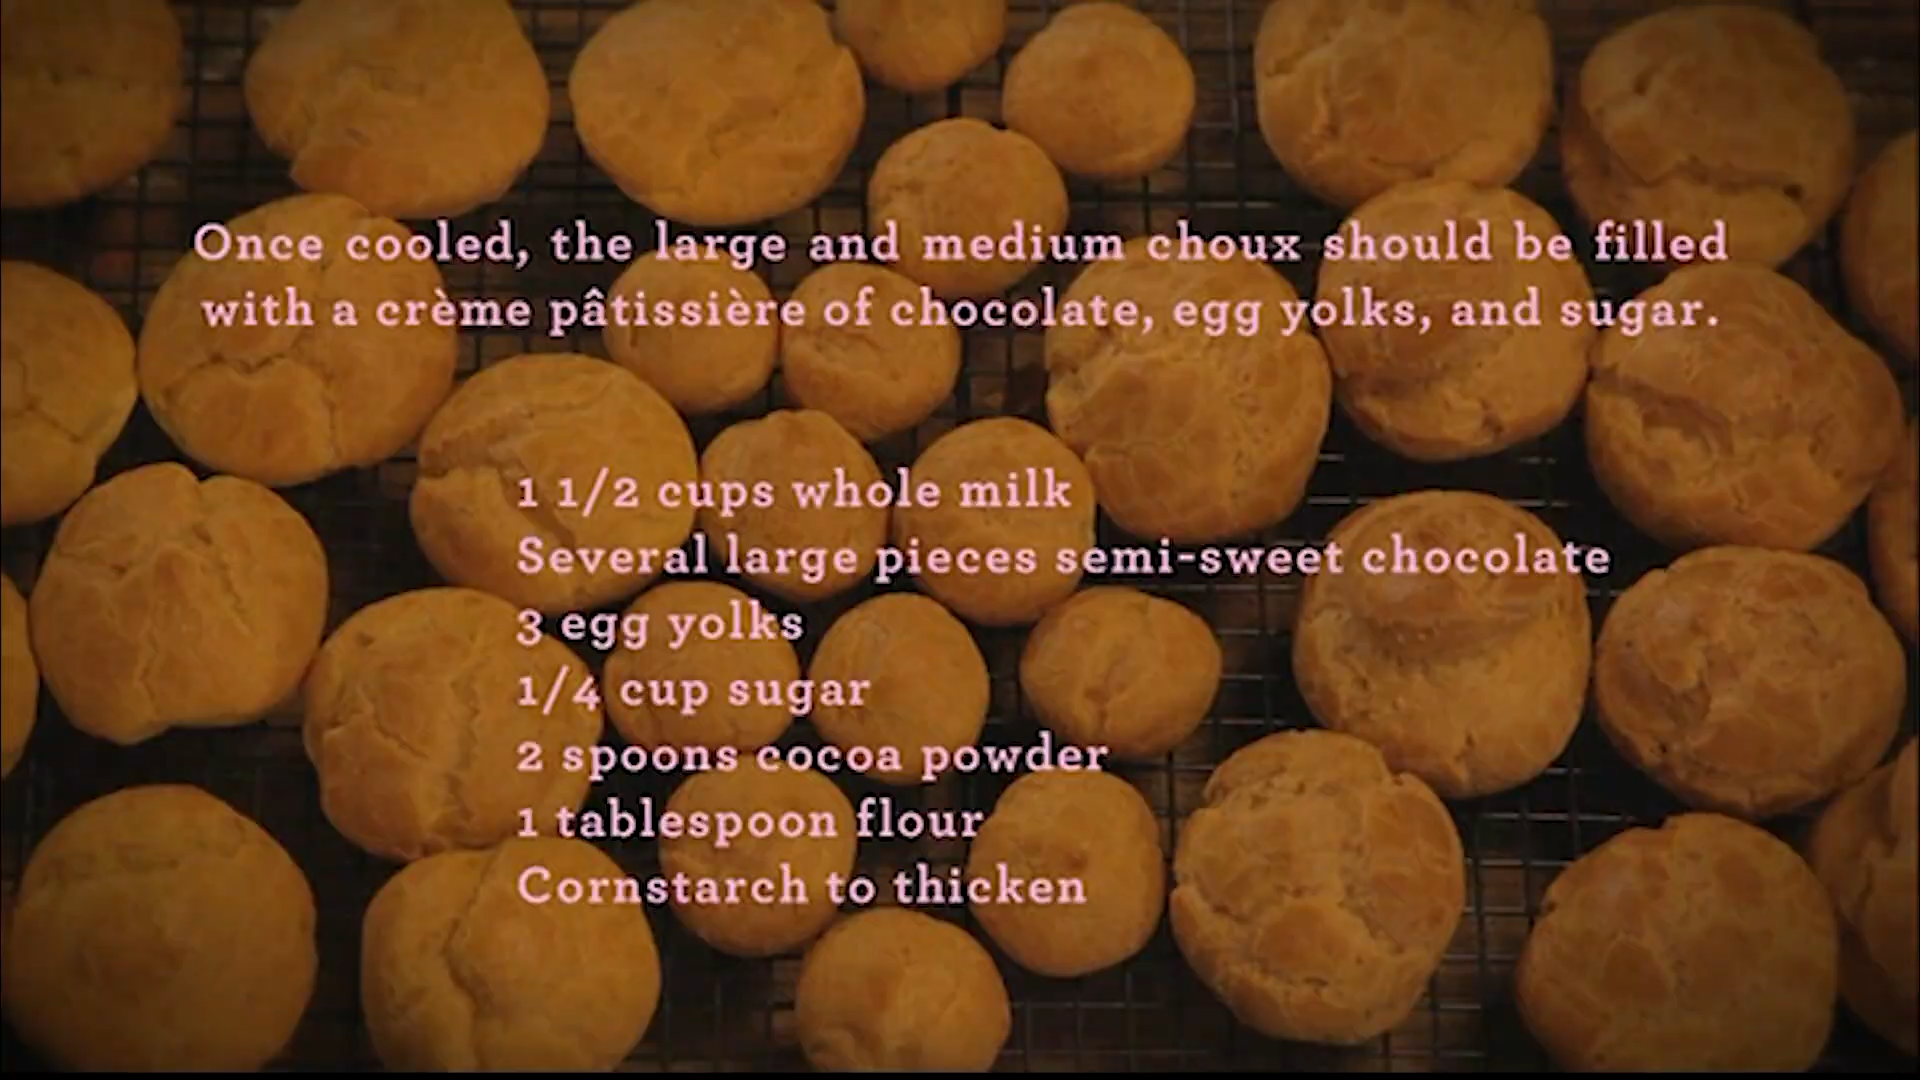 Once cooled, the large and medium choux should be filled
with a crème pâtissière of chocolate, egg yolks, and sugar.
1 1/2 cups whole milk
Several large pieces semi-sweet chocolate
3 egg yolks
1/4 cup sugar
2 spoons cocoa powder
1 tablespoon flour
Cornstarch to thicken